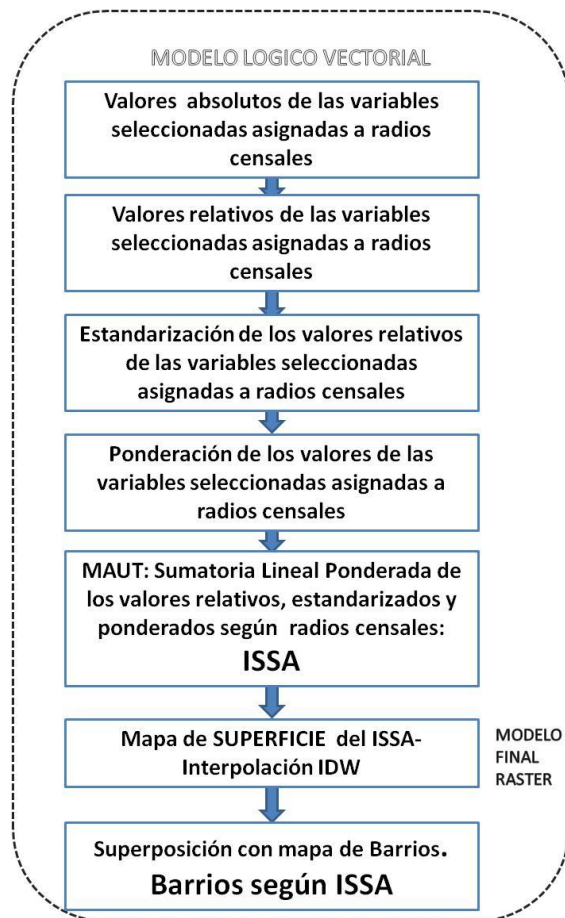 MODELO LOGICO VECTORIAL
Valores absolutos de las variables
seleccionadas asignadas a radios
censales
Valores relativos de las variables
seleccionadas asignadas a radios
censales
Estandarización de los valores relativos
de las variables seleccionadas
asignadas a radios censales
Ponderación de los valores de las
variables seleccionadas asignadas a
radios censales
MAUT: Sumatoria Lineal Ponderada de
los valores relativos, estandarizados y
ponderados según radios censales:
ISSA
Mapa de SUPERFICIE del ISSA-
Interpolación IDW
MODELO
FINAL
RASTER
Superposición con mapa de Barrios.
Barrios según ISSA